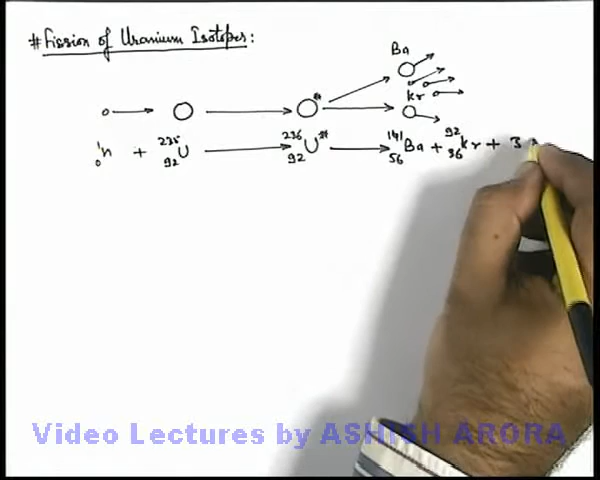 # Fission of Uranium Isotopes:
Ba
Kr
¹₀n + ²³⁵₉₂U → ²³⁶₉₂U* → ¹⁴¹₅₆Ba + ⁹²₃₆Kr + 3
Video Lectures by ASHISH ARORA